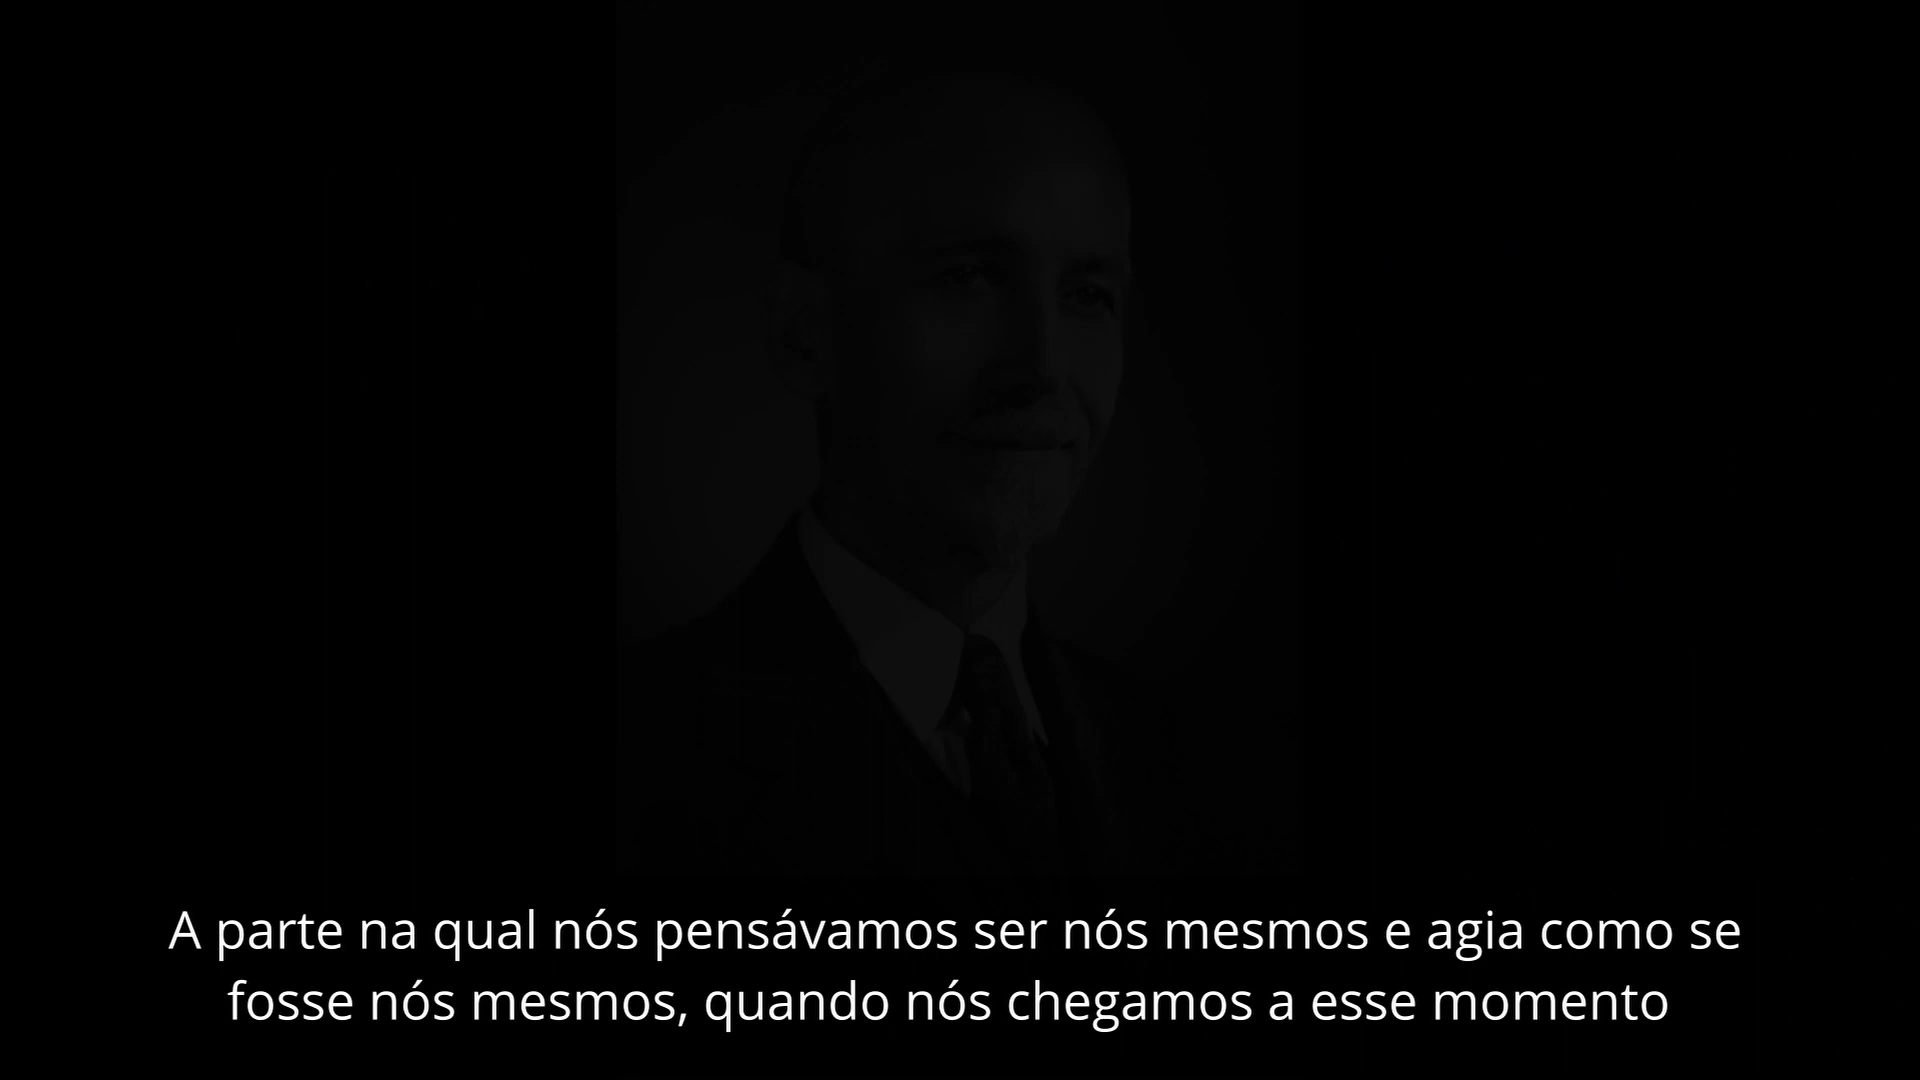 A parte na qual nós pensávamos ser nós mesmos e agia como se
fosse nós mesmos, quando nós chegamos a esse momento